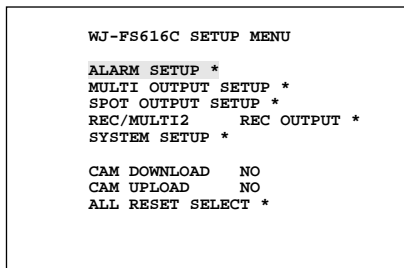 WJ-FS616C SETUP MENU
ALARM SETUP *
MULTI OUTPUT SETUP *
SPOT OUTPUT SETUP *
REC/MULTI2 REC OUTPUT *
SYSTEM SETUP *
CAM DOWNLOAD NO
CAM UPLOAD NO
ALL RESET SELECT *